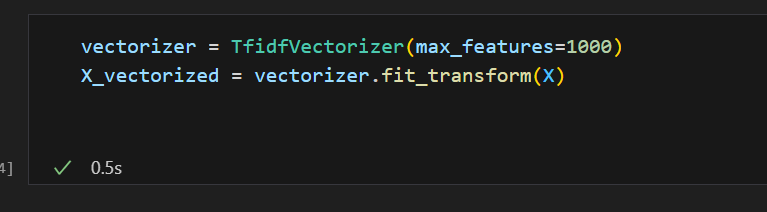 vectorizer = TfidfVectorizer(max_features=1000)
X_vectorized = vectorizer.fit_transform(X)
4] 0.5s